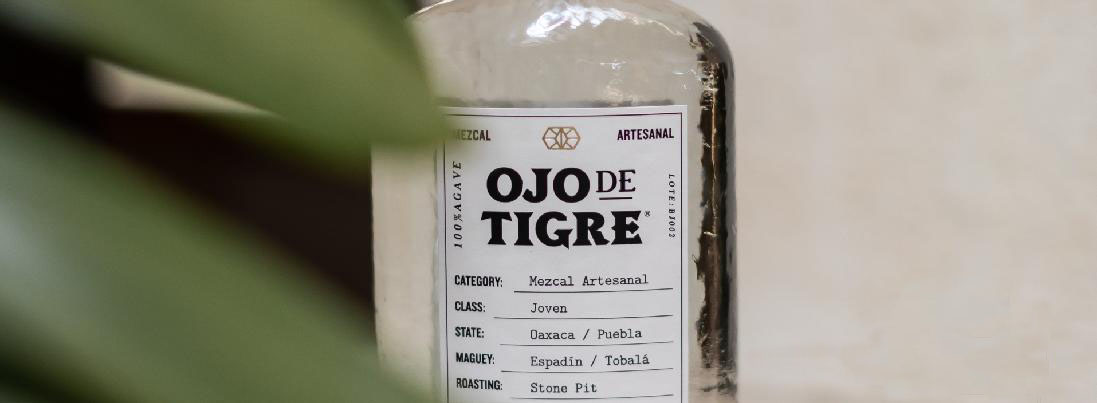 MEZCAL
ARTESANAL
100% AGAVE
OJO DE
TIGRE®
LOTE: BJ002
CATEGORY: Mezcal Artesanal
CLASS: Joven
STATE: Oaxaca / Puebla
MAGUEY: Espadín / Tobalá
ROASTING: Stone Pit